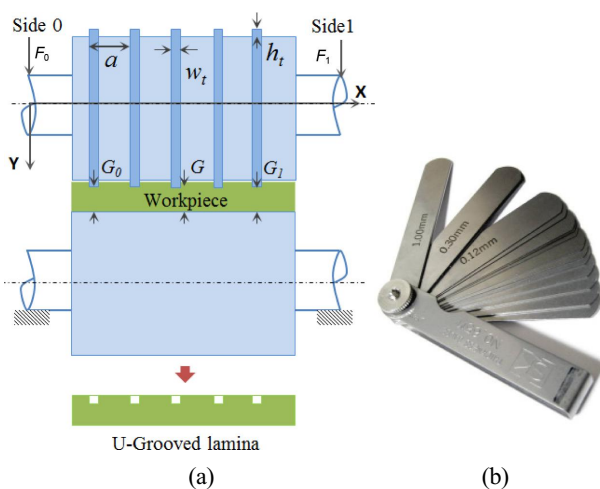 Side 0
Side1
F0
F1
a
wt
ht
X
Y
G0
G
G1
Workpiece
1.00mm
0.30mm
0.12mm
U-Grooved lamina
(a)
(b)